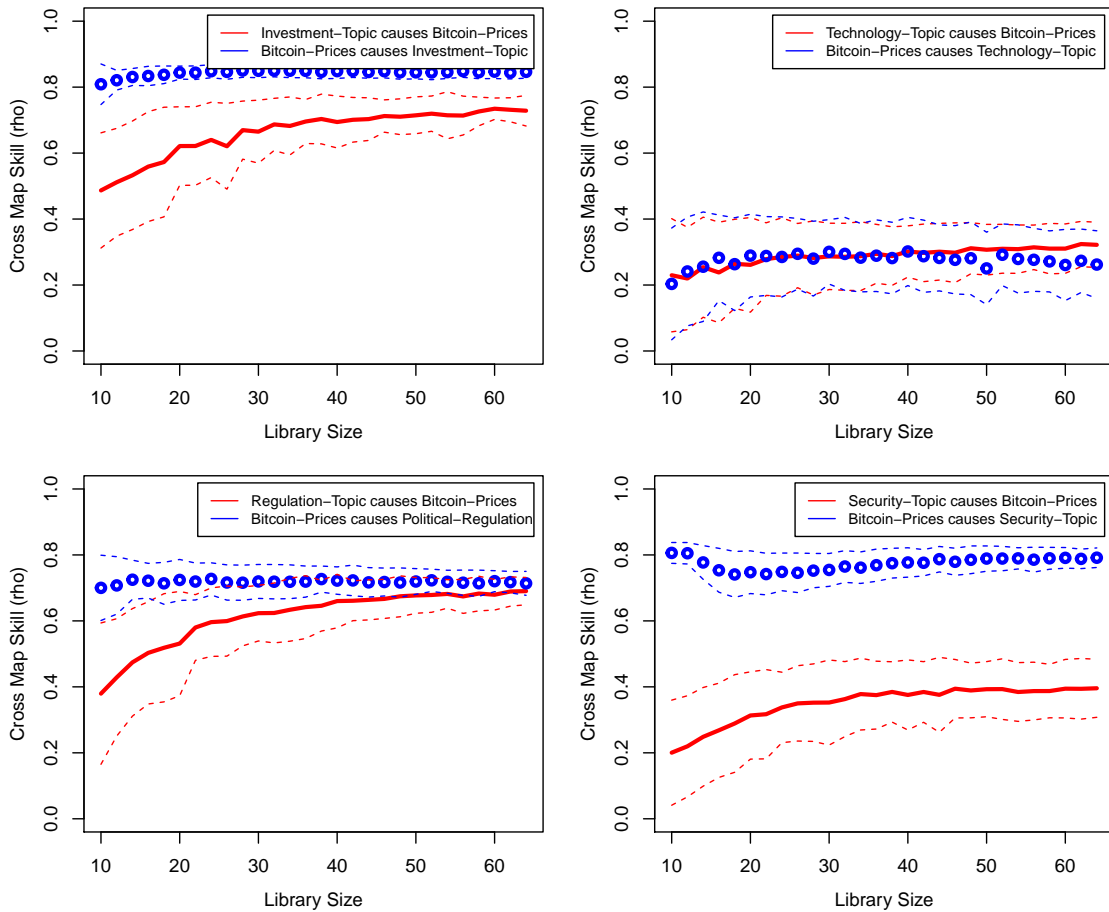 Investment−Topic causes Bitcoin−Prices
Bitcoin−Prices causes Investment−Topic
Cross Map Skill (rho)
1.0
0.8
0.6
0.4
0.2
0.0
10 20 30 40 50 60
Library Size
Technology−Topic causes Bitcoin−Prices
Bitcoin−Prices causes Technology−Topic
Cross Map Skill (rho)
1.0
0.8
0.6
0.4
0.2
0.0
10 20 30 40 50 60
Library Size
Regulation−Topic causes Bitcoin−Prices
Bitcoin−Prices causes Political−Regulation
Cross Map Skill (rho)
1.0
0.8
0.6
0.4
0.2
0.0
10 20 30 40 50 60
Library Size
Security−Topic causes Bitcoin−Prices
Bitcoin−Prices causes Security−Topic
Cross Map Skill (rho)
1.0
0.8
0.6
0.4
0.2
0.0
10 20 30 40 50 60
Library Size